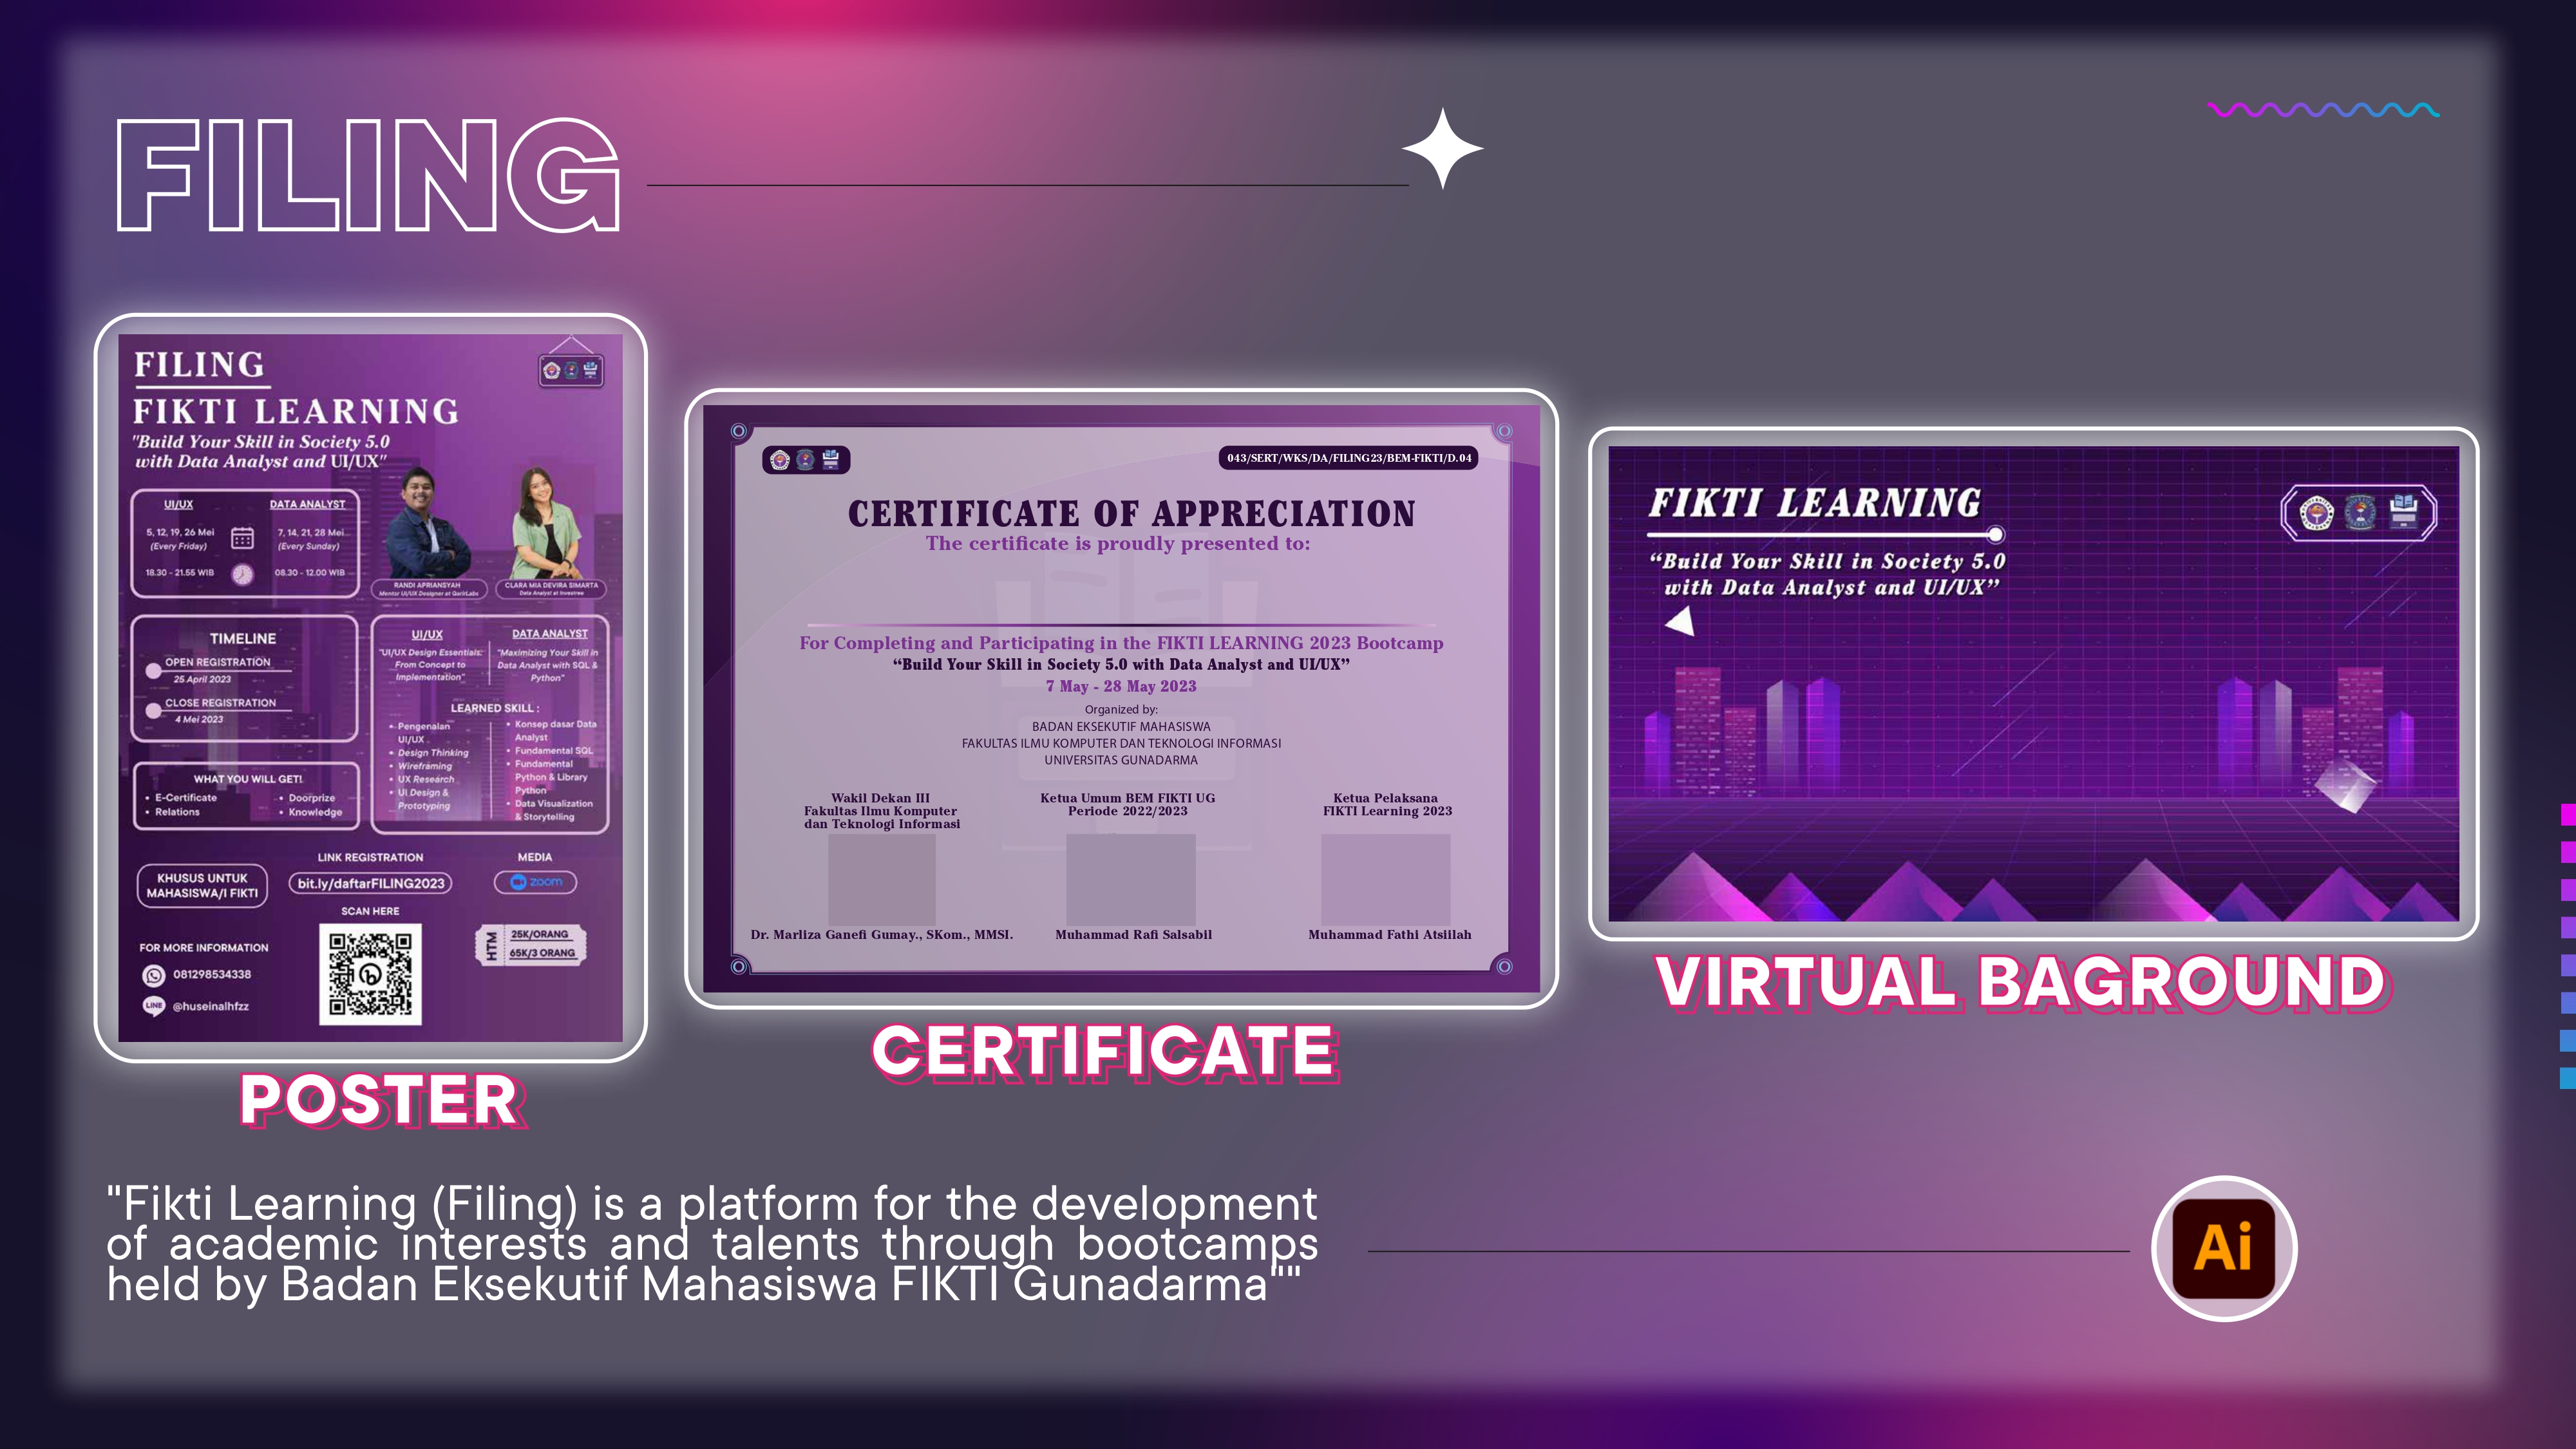 FILING
FILING
FIKTI LEARNING
"Build Your Skill in Society 5.0
with Data Analyst and UI/UX"
UI/UX
5, 12, 19, 26 Mei
(Every Friday)
18.30 - 21.55 WIB
DATA ANALYST
7, 14, 21, 28 Mei
(Every Sunday)
08.30 - 12.00 WIB
RANDI APRIANSYAH
Mentor UI/UX Designer at
CLARA MIA DEVIRA SIMARTA
Data Analyst at Investree
TIMELINE
OPEN REGISTRATION
25 April 2023
CLOSE REGISTRATION
4 Mei 2023
UI/UX
"UI/UX Design Essentials:
From Concept to
Implementation"
DATA ANALYST
"Maximizing Your Skill in
Data Analyst with SQL &
Python"
LEARNED SKILL :
• Pengenalan
UI/UX
• Design Thinking
• Wireframing
• UX Research
• UI Design &
Prototyping
• Konsep dasar Data
Analyst
• Fundamental SQL
• Fundamental
Python & Library
Python
• Data Visualization
& Storytelling
WHAT YOU WILL GET!
• E-Certificate
• Relations
• Doorprize
• Knowledge
KHUSUS UNTUK
MAHASISWA/I FIKTI
LINK REGISTRATION
bit.ly/daftarFILING2023
MEDIA
zoom
SCAN HERE
FOR MORE INFORMATION
081298534338
LINE @huseinalhfzz
HTM
25K/ORANG
65K/3 ORANG
POSTER
043/SERT/WKS/DA/FILING23/BEM-FIKTI/D.04
CERTIFICATE OF APPRECIATION
The certificate is proudly presented to:
For Completing and Participating in the FIKTI LEARNING 2023 Bootcamp
“Build Your Skill in Society 5.0 with Data Analyst and UI/UX”
7 May - 28 May 2023
Organized by:
BADAN EKSEKUTIF MAHASISWA
FAKULTAS ILMU KOMPUTER DAN TEKNOLOGI INFORMASI
UNIVERSITAS GUNADARMA
Wakil Dekan III
Fakultas Ilmu Komputer
dan Teknologi Informasi
Dr. Marliza Ganefi Gumay., SKom., MMSI.
Ketua Umum BEM FIKTI UG
Periode 2022/2023
Muhammad Rafi Salsabil
Ketua Pelaksana
FIKTI Learning 2023
Muhammad Fathi Atsiilah
CERTIFICATE
FIKTI LEARNING
“Build Your Skill in Society 5.0
with Data Analyst and UI/UX”
VIRTUAL BAGROUND
"Fikti Learning (Filing) is a platform for the development
of academic interests and talents through bootcamps
held by Badan Eksekutif Mahasiswa FIKTI Gunadarma""
Ai